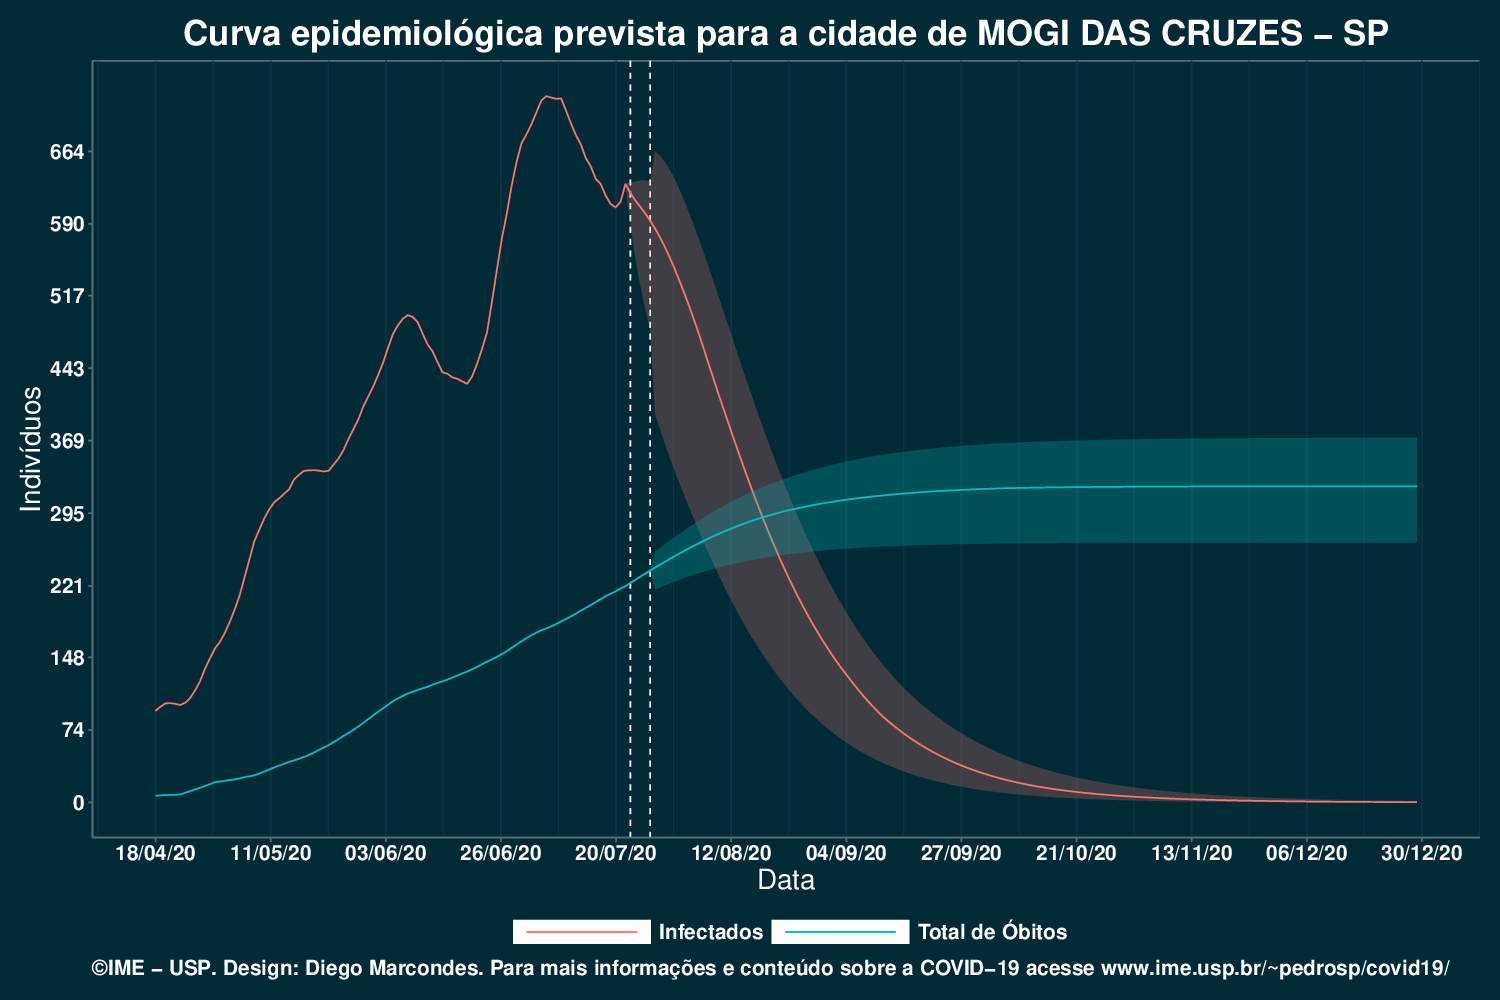 Curva epidemiológica prevista para a cidade de MOGI DAS CRUZES – SP
Indivíduos
664
590
517
443
369
295
221
148
74
0
18/04/20 11/05/20 03/06/20 26/06/20 20/07/20 12/08/20 04/09/20 27/09/20 21/10/20 13/11/20 06/12/20 30/12/20
Data
Infectados Total de Óbitos
©IME – USP. Design: Diego Marcondes. Para mais informações e conteúdo sobre a COVID–19 acesse www.ime.usp.br/~pedrosp/covid19/